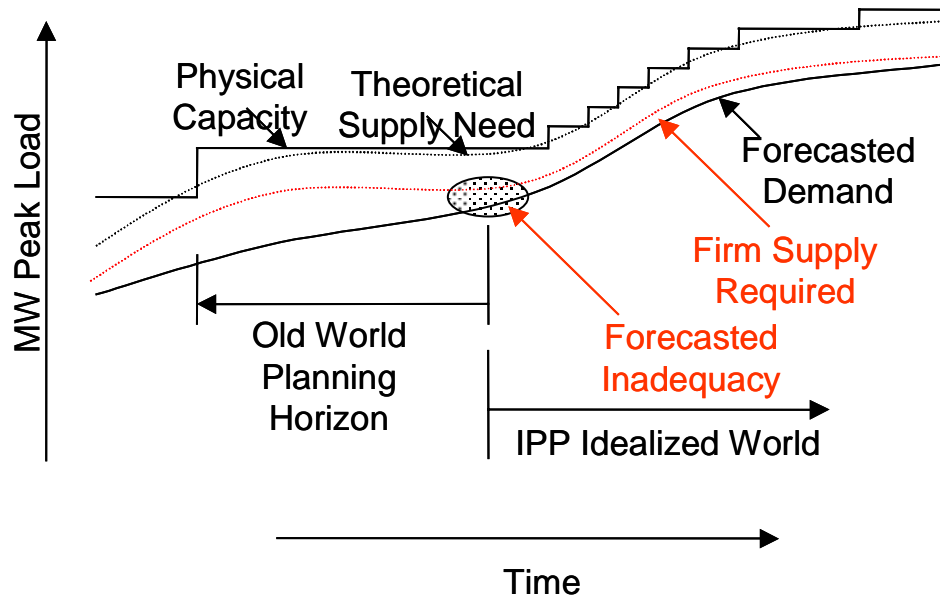 MW Peak Load
Physical
Capacity
Theoretical
Supply Need
Forecasted
Demand
Firm Supply
Required
Forecasted
Inadequacy
Old World
Planning
Horizon
IPP Idealized World
Time